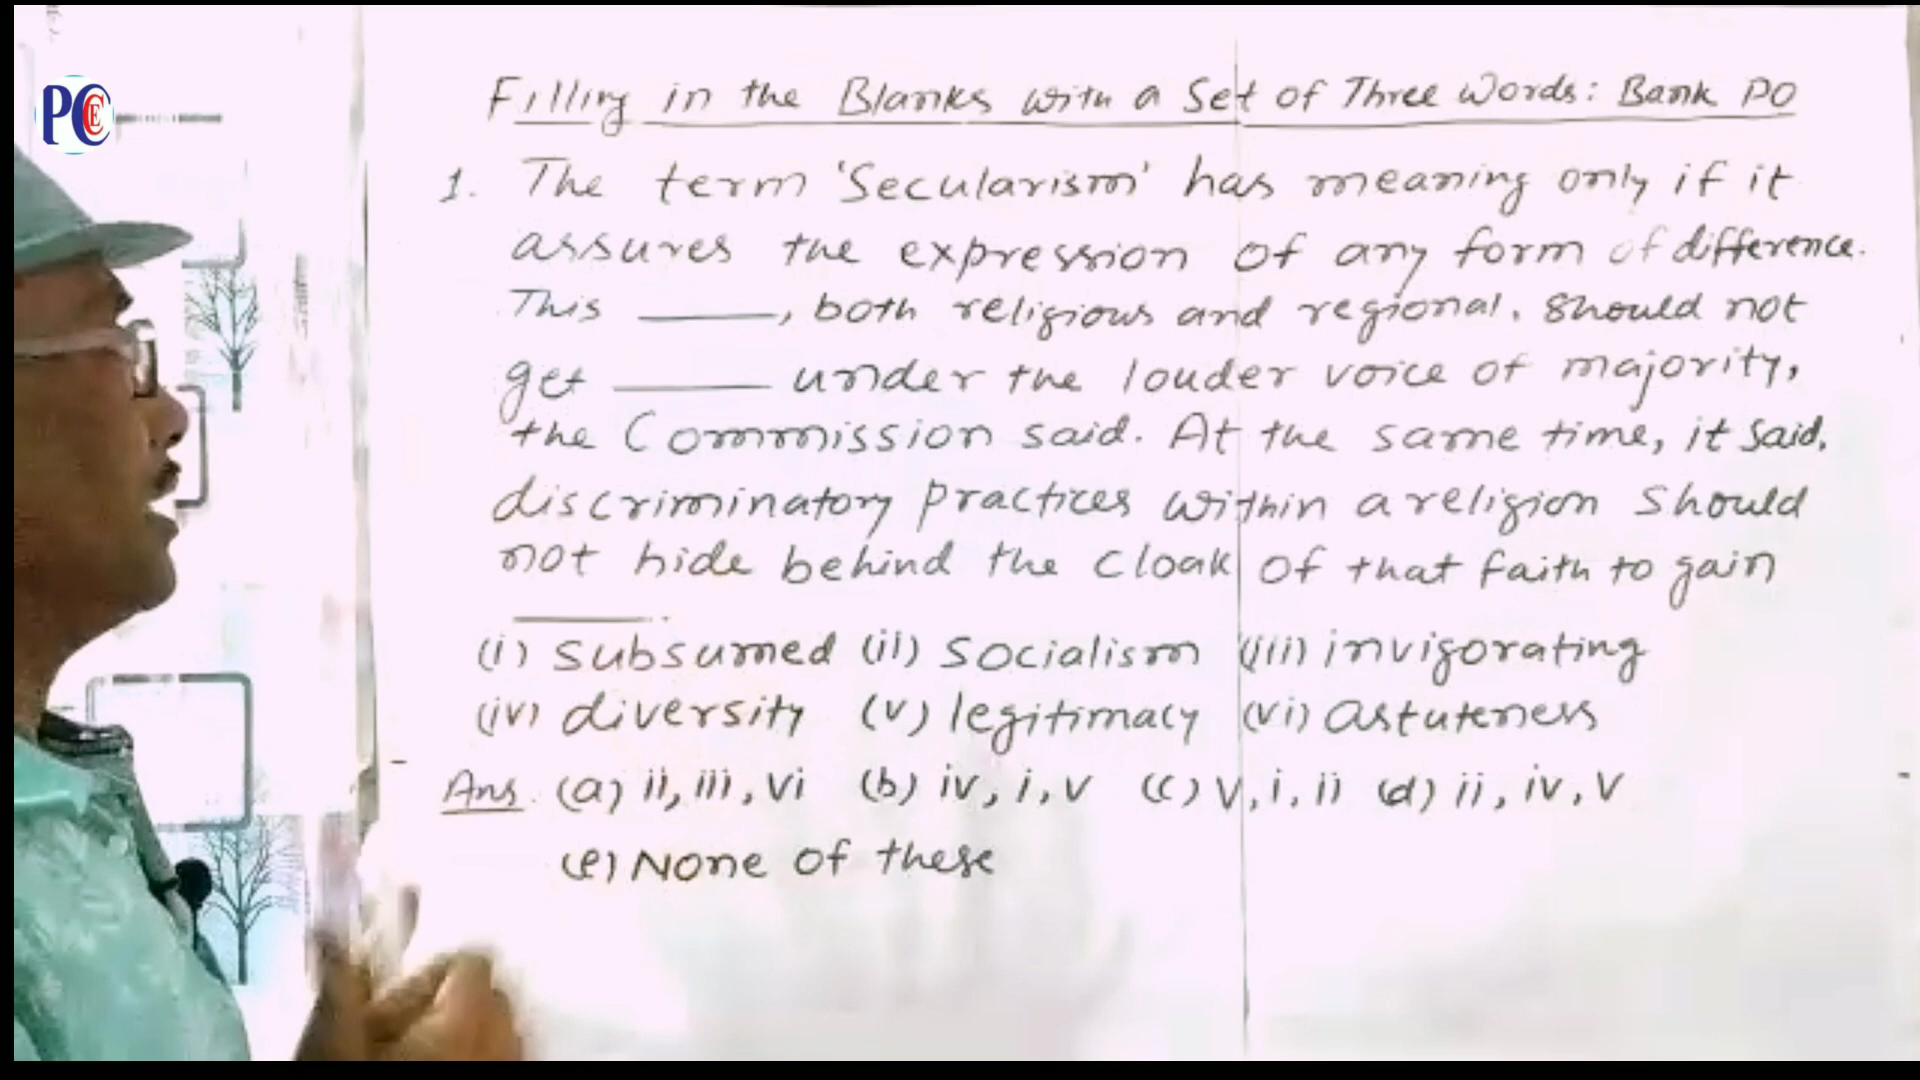 PCEC
Filling in the Blanks with a Set of Three Words: Bank PO
1. The term 'Secularism' has meaning only if it
assures the expression of any form of difference.
This ______, both religious and regional, should not
get ______ under the louder voice of majority,
the Commission said. At the same time, it said,
discriminatory practices within a religion should
not hide behind the cloak of that faith to gain
______.
(i) subsumed (ii) socialism (iii) invigorating
(iv) diversity (v) legitimacy (vi) astuteness
Ans. (a) ii, iii, vi (b) iv, i, v (c) v, i, ii (d) ii, iv, v
(e) None of these